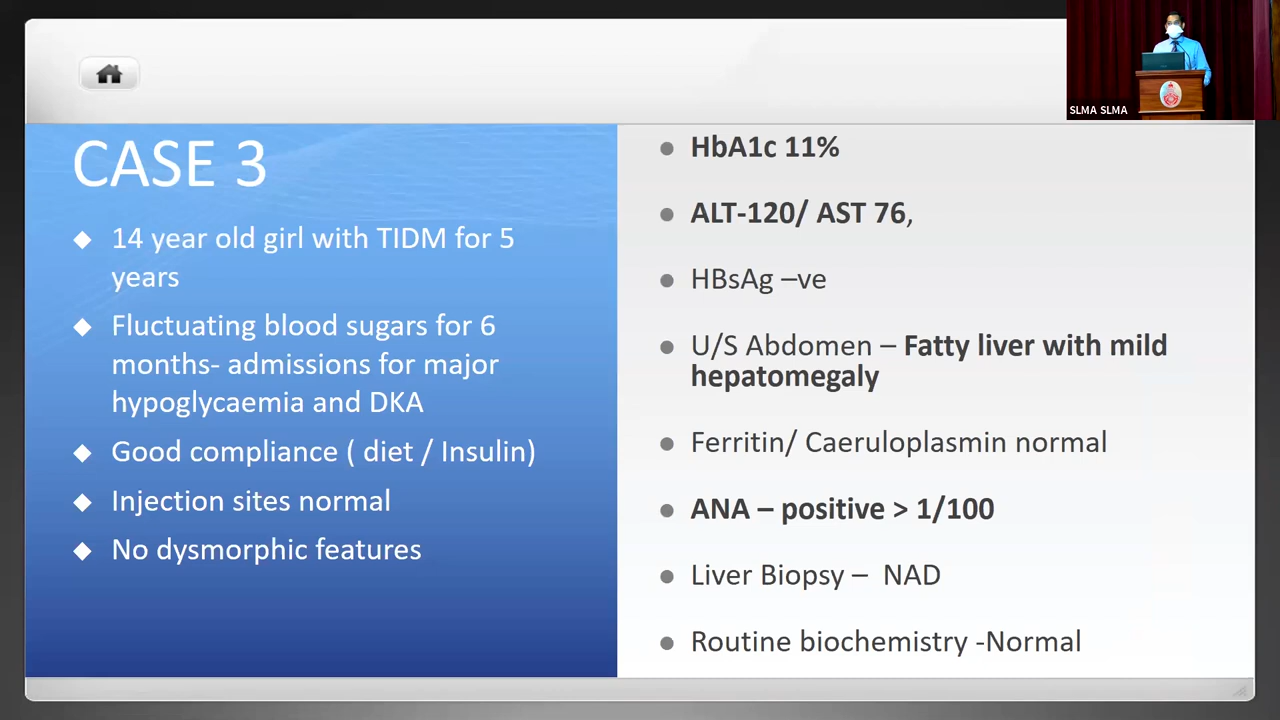 SLMA SLMA
CASE 3
14 year old girl with TIDM for 5
years
Fluctuating blood sugars for 6
months- admissions for major
hypoglycaemia and DKA
Good compliance ( diet / Insulin)
Injection sites normal
No dysmorphic features
HbA1c 11%
ALT-120/ AST 76,
HBsAg –ve
U/S Abdomen – Fatty liver with mild
hepatomegaly
Ferritin/ Caeruloplasmin normal
ANA – positive > 1/100
Liver Biopsy – NAD
Routine biochemistry -Normal